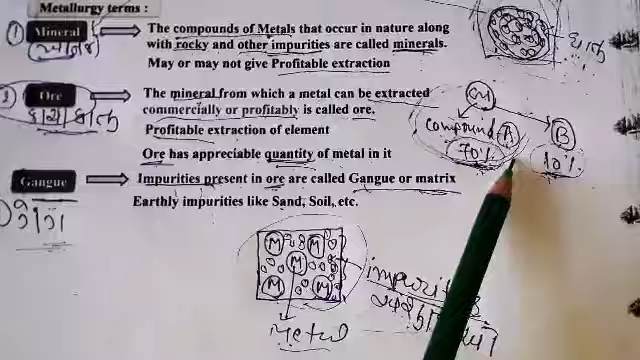 Metallurgy terms :
① Mineral
The compounds of Metals that occur in nature along
with rocky and other impurities are called minerals.
May or may not give Profitable extraction
Ore
The mineral from which a metal can be extracted
commercially or profitably is called ore.
Profitable extraction of element
Ore has appreciable quantity of metal in it
M
compound A
70%
B
10%
Gangue
Impurities present in ore are called Gangue or matrix
Earthly impurities like Sand, Soil, etc.
M M
M
M M
Metal